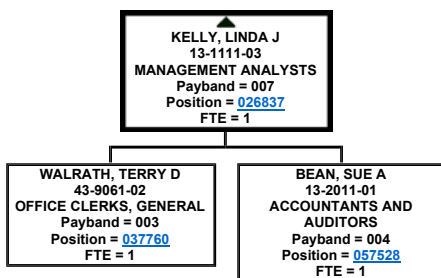 KELLY, LINDA J
13-1111-03
MANAGEMENT ANALYSTS
Payband = 007
Position = 026837
FTE = 1
WALRATH, TERRY D
43-9061-02
OFFICE CLERKS, GENERAL
Payband = 003
Position = 037760
FTE = 1
BEAN, SUE A
13-2011-01
ACCOUNTANTS AND
AUDITORS
Payband = 004
Position = 057528
FTE = 1